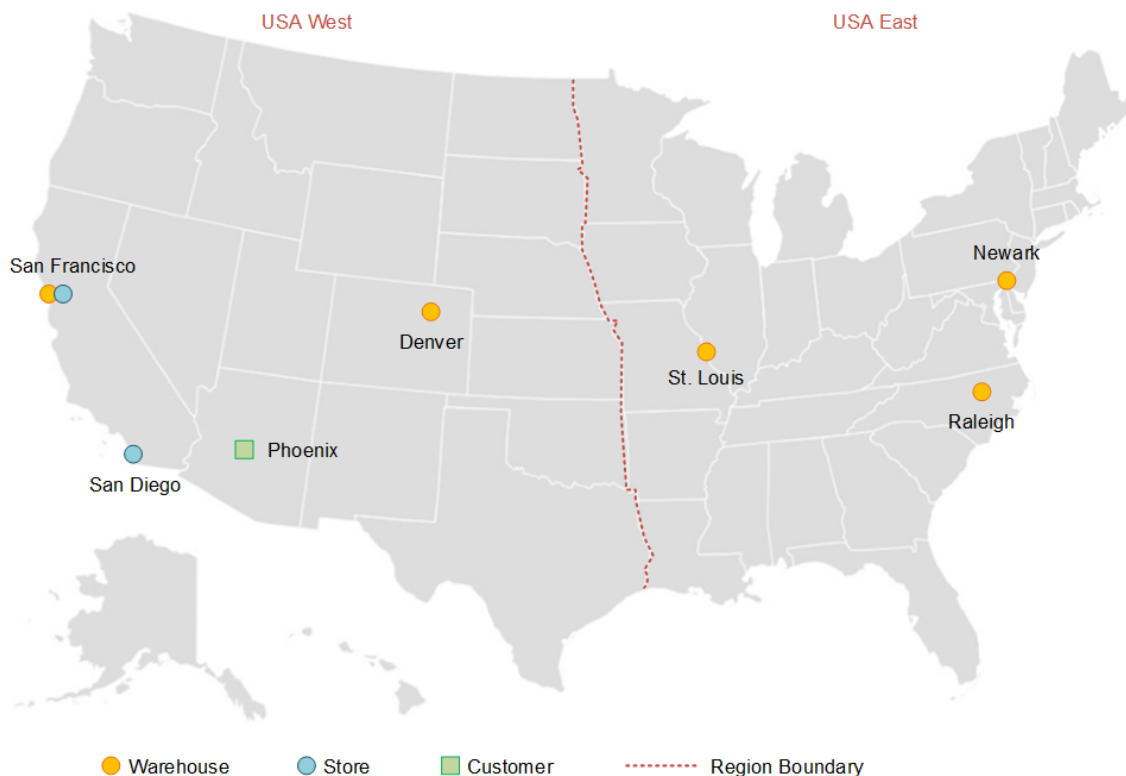 USA West
USA East
San Francisco
Newark
Denver
St. Louis
Raleigh
Phoenix
San Diego
Warehouse
Store
Customer
Region Boundary